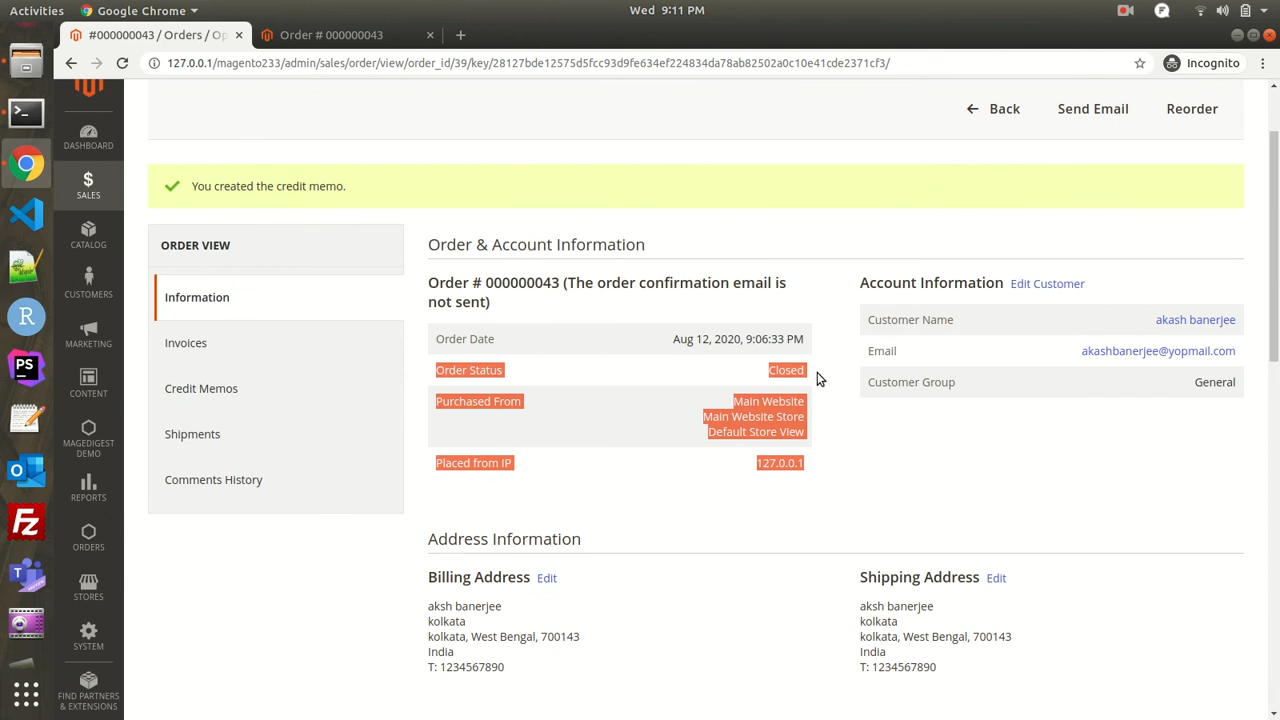 Activities
Google Chrome
Wed 9:11 PM
#000000043 / Orders / Op
Order # 000000043
127.0.0.1/magento233/admin/sales/order/view/order_id/39/key/28127bde12575d5fcc93d9fe634ef224834da78ab82502a0c10e41cde2371cf3/
Incognito
Back
Send Email
Reorder
DASHBOARD
$
SALES
CATALOG
CUSTOMERS
MARKETING
CONTENT
MAGEDIGEST
DEMO
REPORTS
ORDERS
STORES
SYSTEM
FIND PARTNERS
& EXTENSIONS
You created the credit memo.
ORDER VIEW
Information
Invoices
Credit Memos
Shipments
Comments History
Order & Account Information
Order # 000000043 (The order confirmation email is
not sent)
Order Date Aug 12, 2020, 9:06:33 PM
Order Status Closed
Purchased From Main Website
Main Website Store
Default Store View
Placed from IP 127.0.0.1
Account Information Edit Customer
Customer Name akash banerjee
Email akashbanerjee@yopmail.com
Customer Group General
Address Information
Billing Address Edit
aksh banerjee
kolkata
kolkata, West Bengal, 700143
India
T: 1234567890
Shipping Address Edit
aksh banerjee
kolkata
kolkata, West Bengal, 700143
India
T: 1234567890